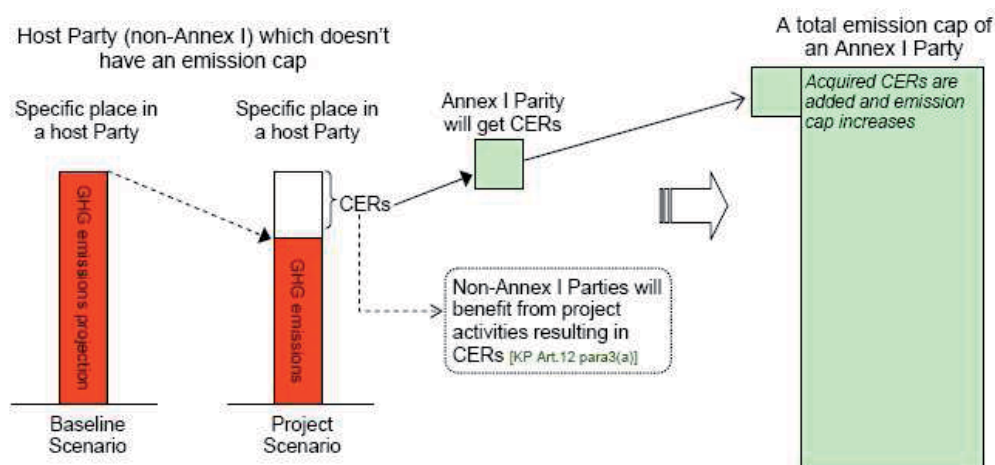 Host Party (non-Annex I) which doesn't
have an emission cap
A total emission cap of
an Annex I Party
Specific place in
a host Party
Specific place in
a host Party
Annex I Parity
will get CERs
Acquired CERs are
added and emission
cap increases
GHG emissions projection
CERs
GHG emissions
Non-Annex I Parties will
benefit from project
activities resulting in
CERs [KP Art.12 para3(a)]
Baseline
Scenario
Project
Scenario